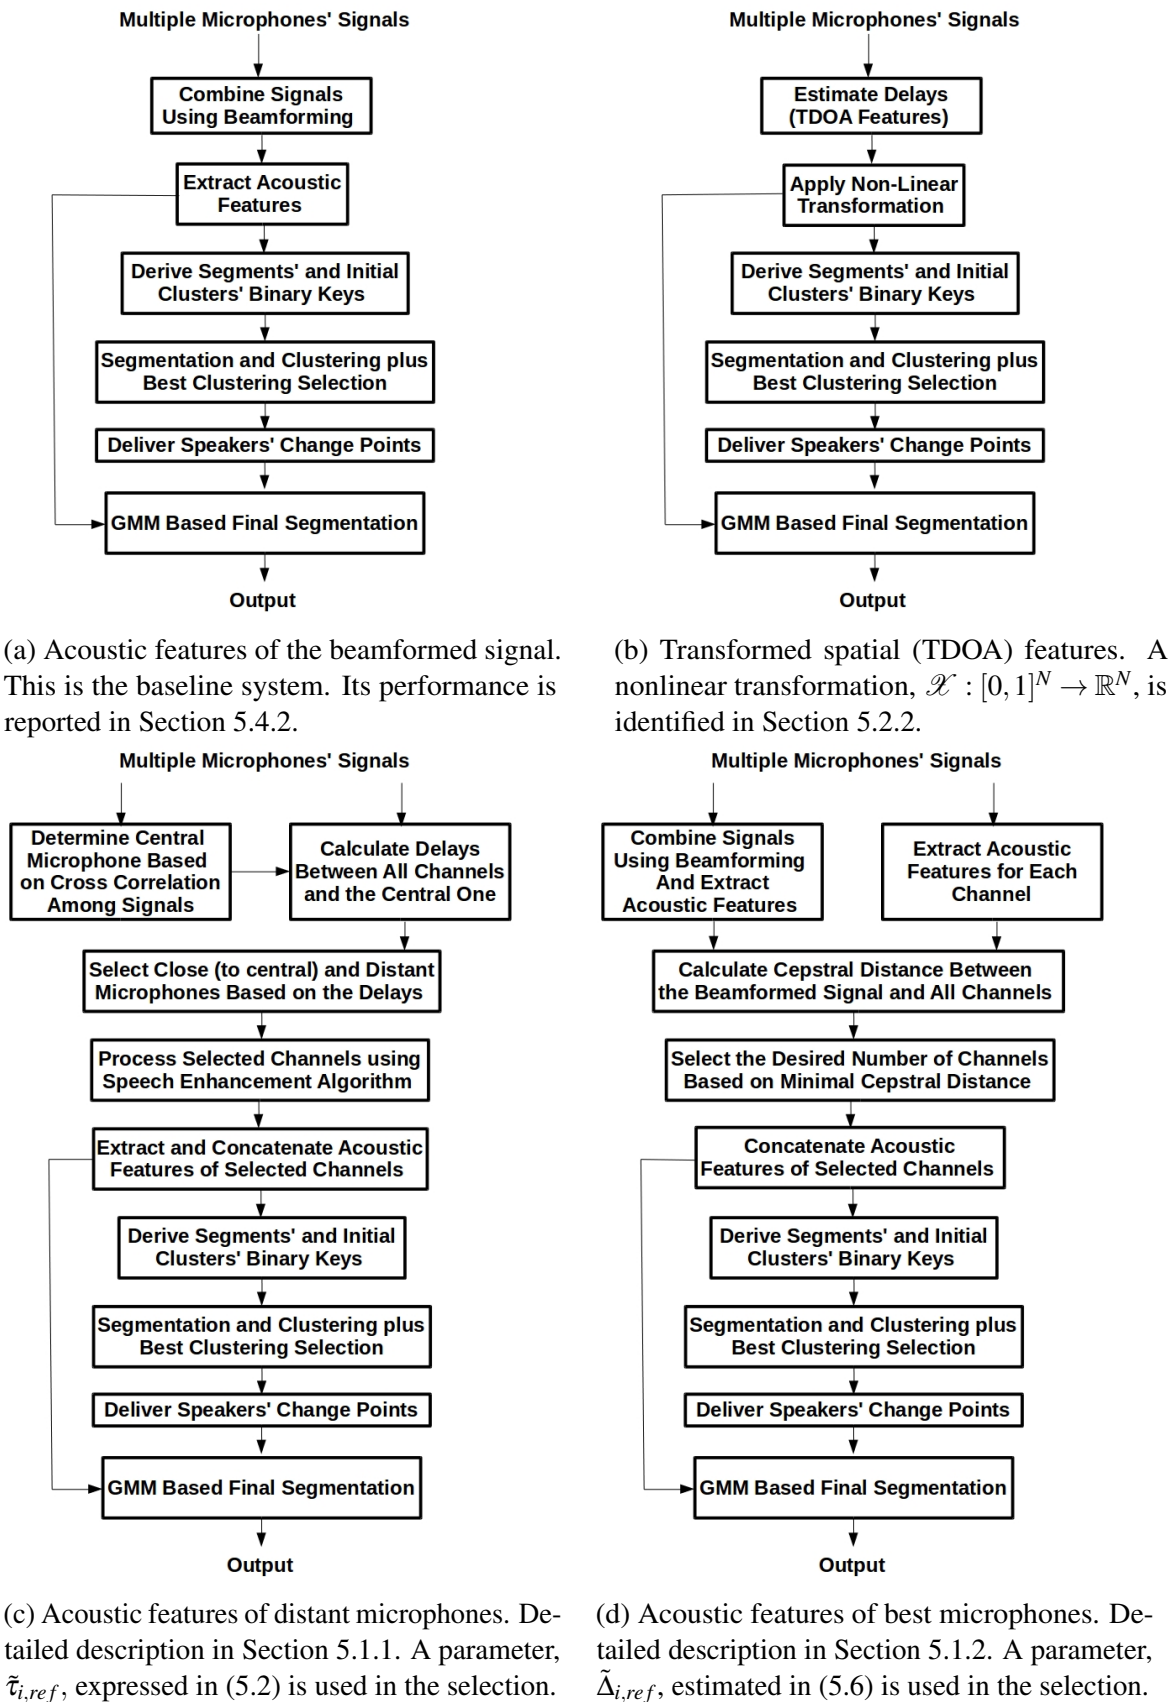 Multiple Microphones' Signals
Combine Signals
Using Beamforming
Extract Acoustic
Features
Derive Segments' and Initial
Clusters' Binary Keys
Segmentation and Clustering plus
Best Clustering Selection
Deliver Speakers' Change Points
GMM Based Final Segmentation
Output
(a) Acoustic features of the beamformed signal.
This is the baseline system. Its performance is
reported in Section 5.4.2.
Multiple Microphones' Signals
Estimate Delays
(TDOA Features)
Apply Non-Linear
Transformation
Derive Segments' and Initial
Clusters' Binary Keys
Segmentation and Clustering plus
Best Clustering Selection
Deliver Speakers' Change Points
GMM Based Final Segmentation
Output
(b) Transformed spatial (TDOA) features. A
nonlinear transformation, 𝒳 : [0,1]^N → ℝ^N, is
identified in Section 5.2.2.
Multiple Microphones' Signals
Determine Central
Microphone Based
on Cross Correlation
Among Signals
Calculate Delays
Between All Channels
and the Central One
Select Close (to central) and Distant
Microphones Based on the Delays
Process Selected Channels using
Speech Enhancement Algorithm
Extract and Concatenate Acoustic
Features of Selected Channels
Derive Segments' and Initial
Clusters' Binary Keys
Segmentation and Clustering plus
Best Clustering Selection
Deliver Speakers' Change Points
GMM Based Final Segmentation
Output
(c) Acoustic features of distant microphones. De-
tailed description in Section 5.1.1. A parameter,
τ̃_{i,ref}, expressed in (5.2) is used in the selection.
Multiple Microphones' Signals
Combine Signals
Using Beamforming
And Extract
Acoustic Features
Extract Acoustic
Features for Each
Channel
Calculate Cepstral Distance Between
the Beamformed Signal and All Channels
Select the Desired Number of Channels
Based on Minimal Cepstral Distance
Concatenate Acoustic
Features of Selected Channels
Derive Segments' and Initial
Clusters' Binary Keys
Segmentation and Clustering plus
Best Clustering Selection
Deliver Speakers' Change Points
GMM Based Final Segmentation
Output
(d) Acoustic features of best microphones. De-
tailed description in Section 5.1.2. A parameter,
Δ̃_{i,ref}, estimated in (5.6) is used in the selection.